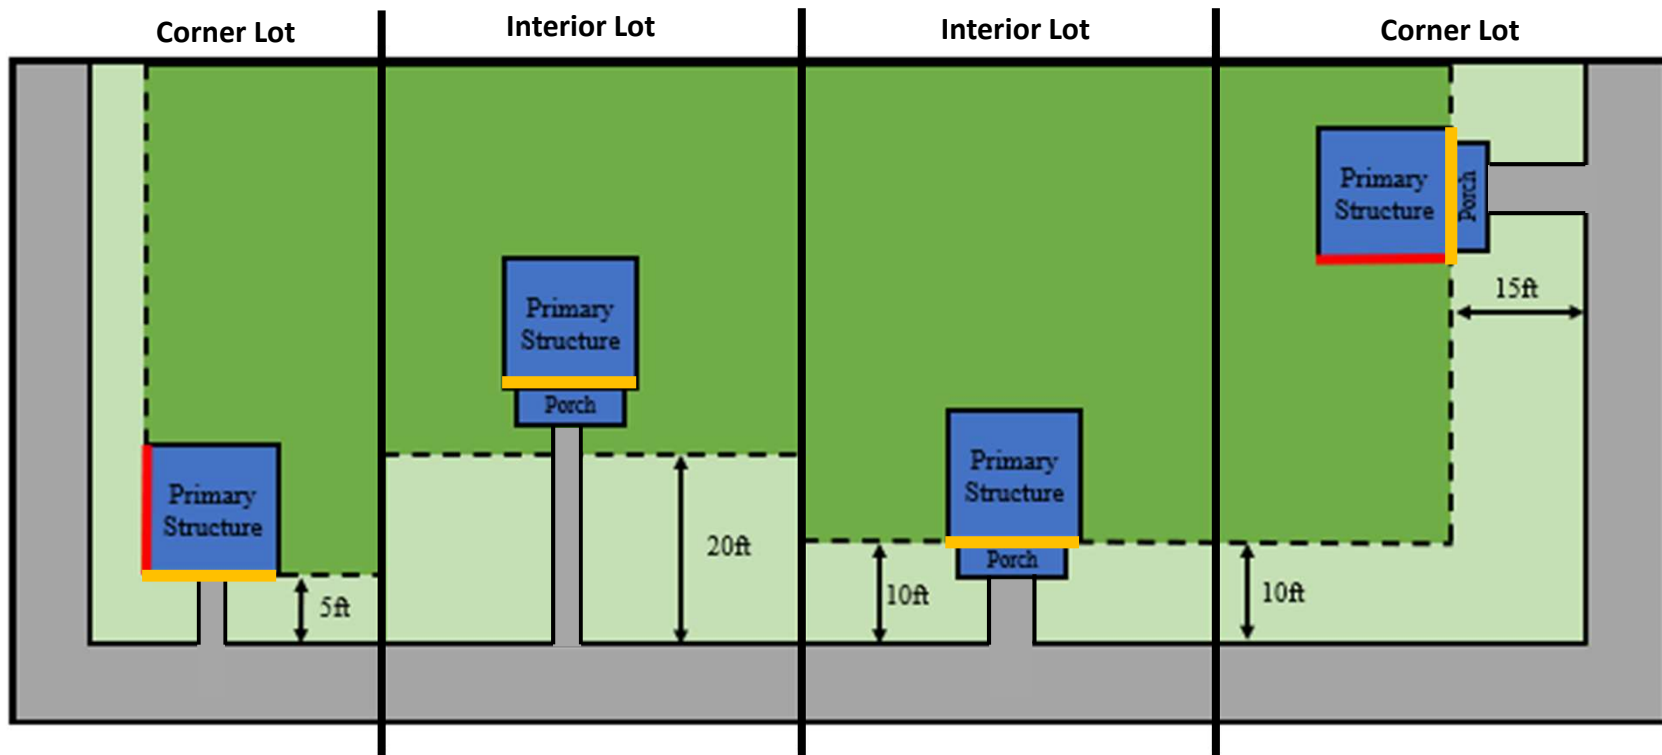 Corner Lot
Interior Lot
Interior Lot
Corner Lot
Primary
Structure
5ft
Primary
Structure
Porch
20ft
Primary
Structure
Porch
10ft
Primary
Structure
Porch
15ft
10ft